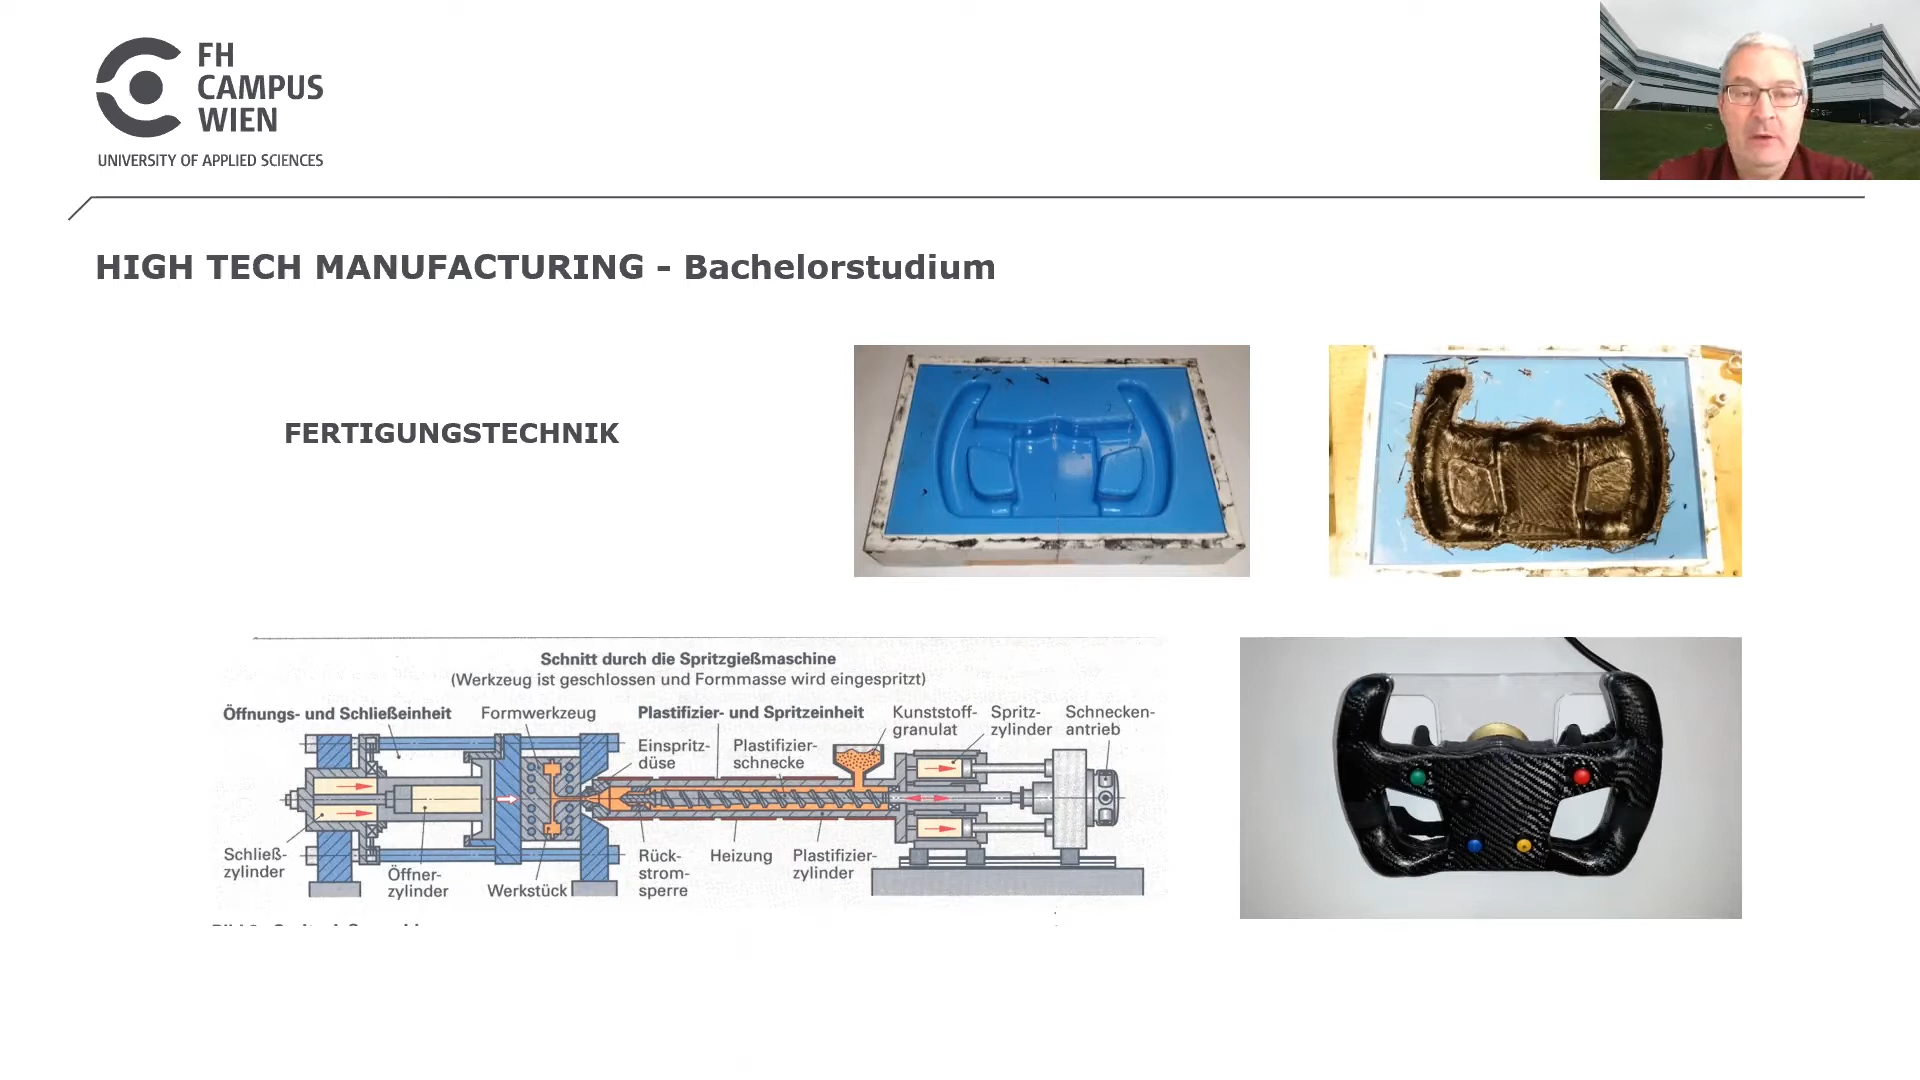 FH
CAMPUS
WIEN
UNIVERSITY OF APPLIED SCIENCES
HIGH TECH MANUFACTURING - Bachelorstudium
FERTIGUNGSTECHNIK
Schnitt durch die Spritzgießmaschine
(Werkzeug ist geschlossen und Formmasse wird eingespritzt)
Öffnungs- und Schließeinheit
Formwerkzeug
Plastifizier- und Spritzeinheit
Kunststoff-
granulat
Spritz-
zylinder
Schnecken-
antrieb
Einspritz-
düse
Plastifizier-
schnecke
Schließ-
zylinder
Öffner-
zylinder
Werkstück
Rück-
strom-
sperre
Heizung
Plastifizier-
zylinder